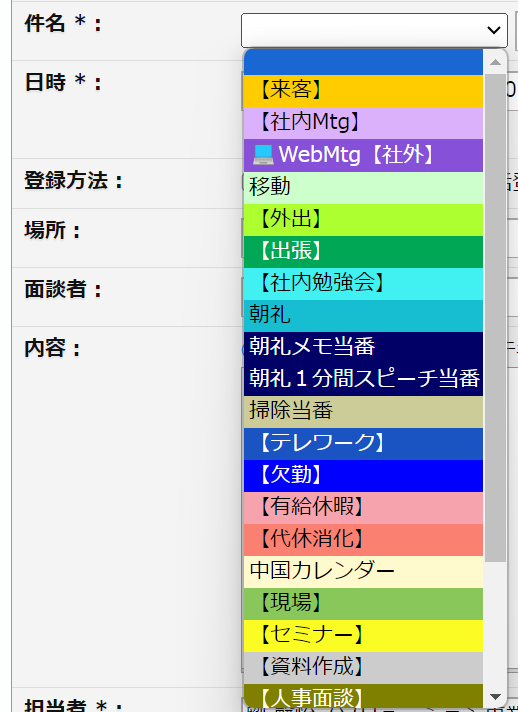 件名 * :
日時 * :
【来客】
【社内Mtg】
💻 WebMtg【社外】
登録方法 :
移動
【外出】
場所 :
【出張】
面談者 :
【社内勉強会】
朝礼
内容 :
朝礼メモ当番
朝礼１分間スピーチ当番
掃除当番
【テレワーク】
【欠勤】
【有給休暇】
【代休消化】
中国カレンダー
【現場】
【セミナー】
【資料作成】
【人事面談】
担当者 * :